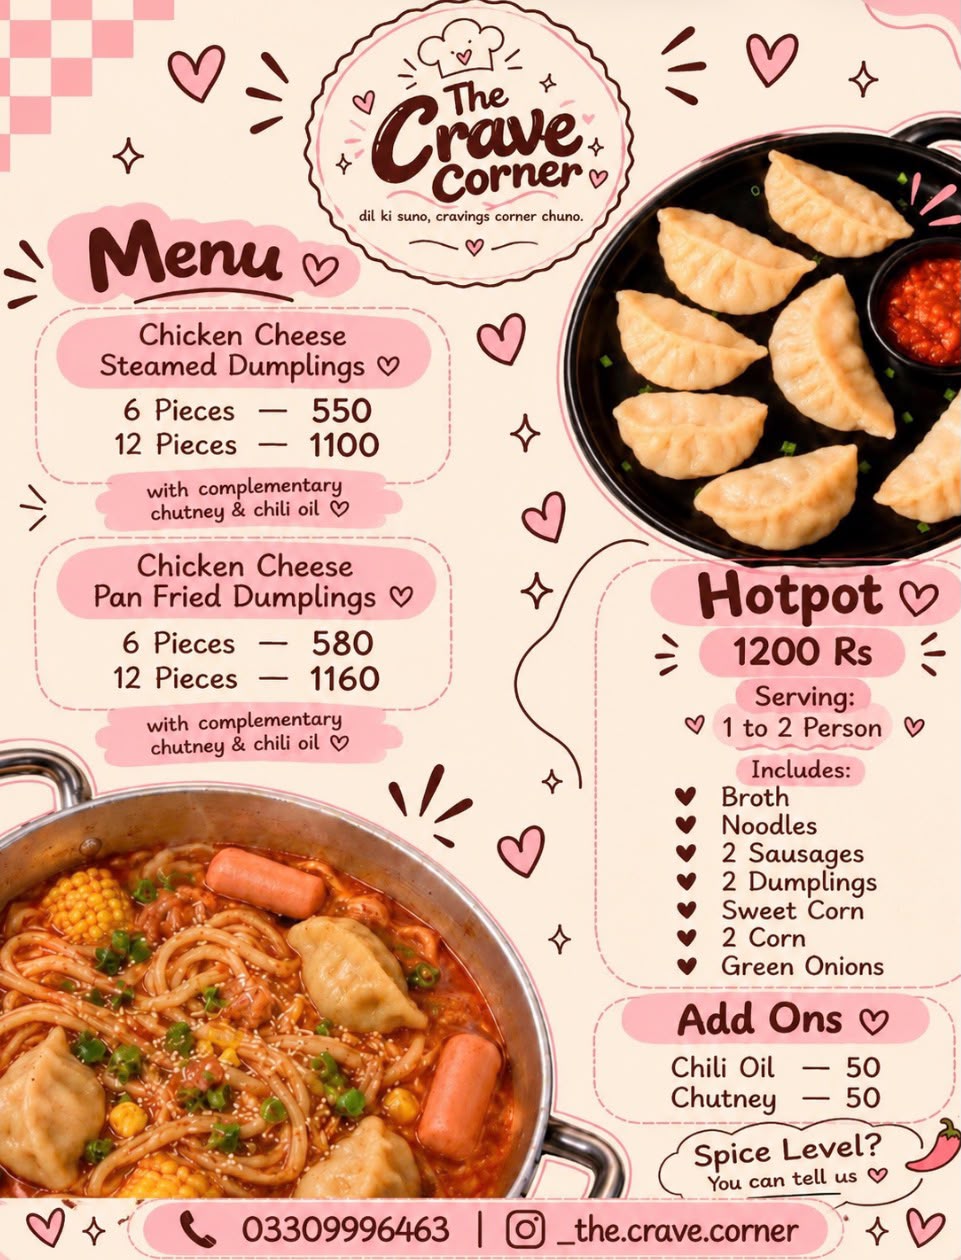 The
Crave
Corner
dil ki suno, cravings corner chuno.
Menu
Chicken Cheese
Steamed Dumplings
6 Pieces — 550
12 Pieces — 1100
with complementary
chutney & chili oil
Chicken Cheese
Pan Fried Dumplings
6 Pieces — 580
12 Pieces — 1160
with complementary
chutney & chili oil
Hotpot
1200 Rs
Serving:
1 to 2 Person
Includes:
Broth
Noodles
2 Sausages
2 Dumplings
Sweet Corn
2 Corn
Green Onions
Add Ons
Chili Oil — 50
Chutney — 50
Spice Level?
You can tell us
03309996463 | _the.crave.corner